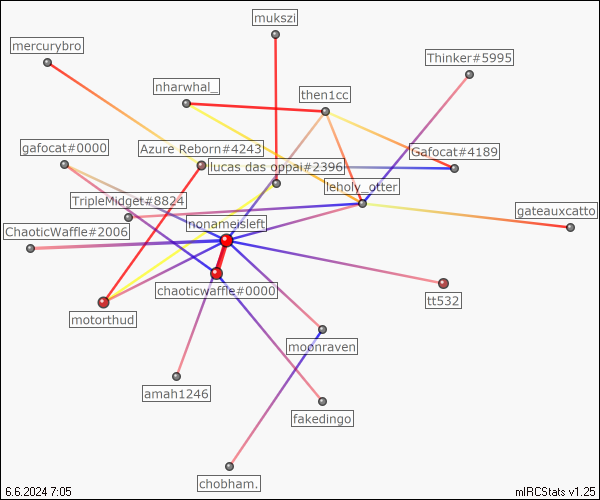 mukszi
mercurybro
Thinker#5995
nharwhal_
then1cc
gafocat#0000
Azure Reborn#4243
Gafocat#4189
lucas das oppai#2396
leholy_otter
TripleMidget#8824
gateauxcatto
nonameisleft
ChaoticWaffle#2006
chaoticwaffle#0000
tt532
motorthud
moonraven
amah1246
fakedingo
chobham.
6.6.2024 7:05
mIRCStats v1.25